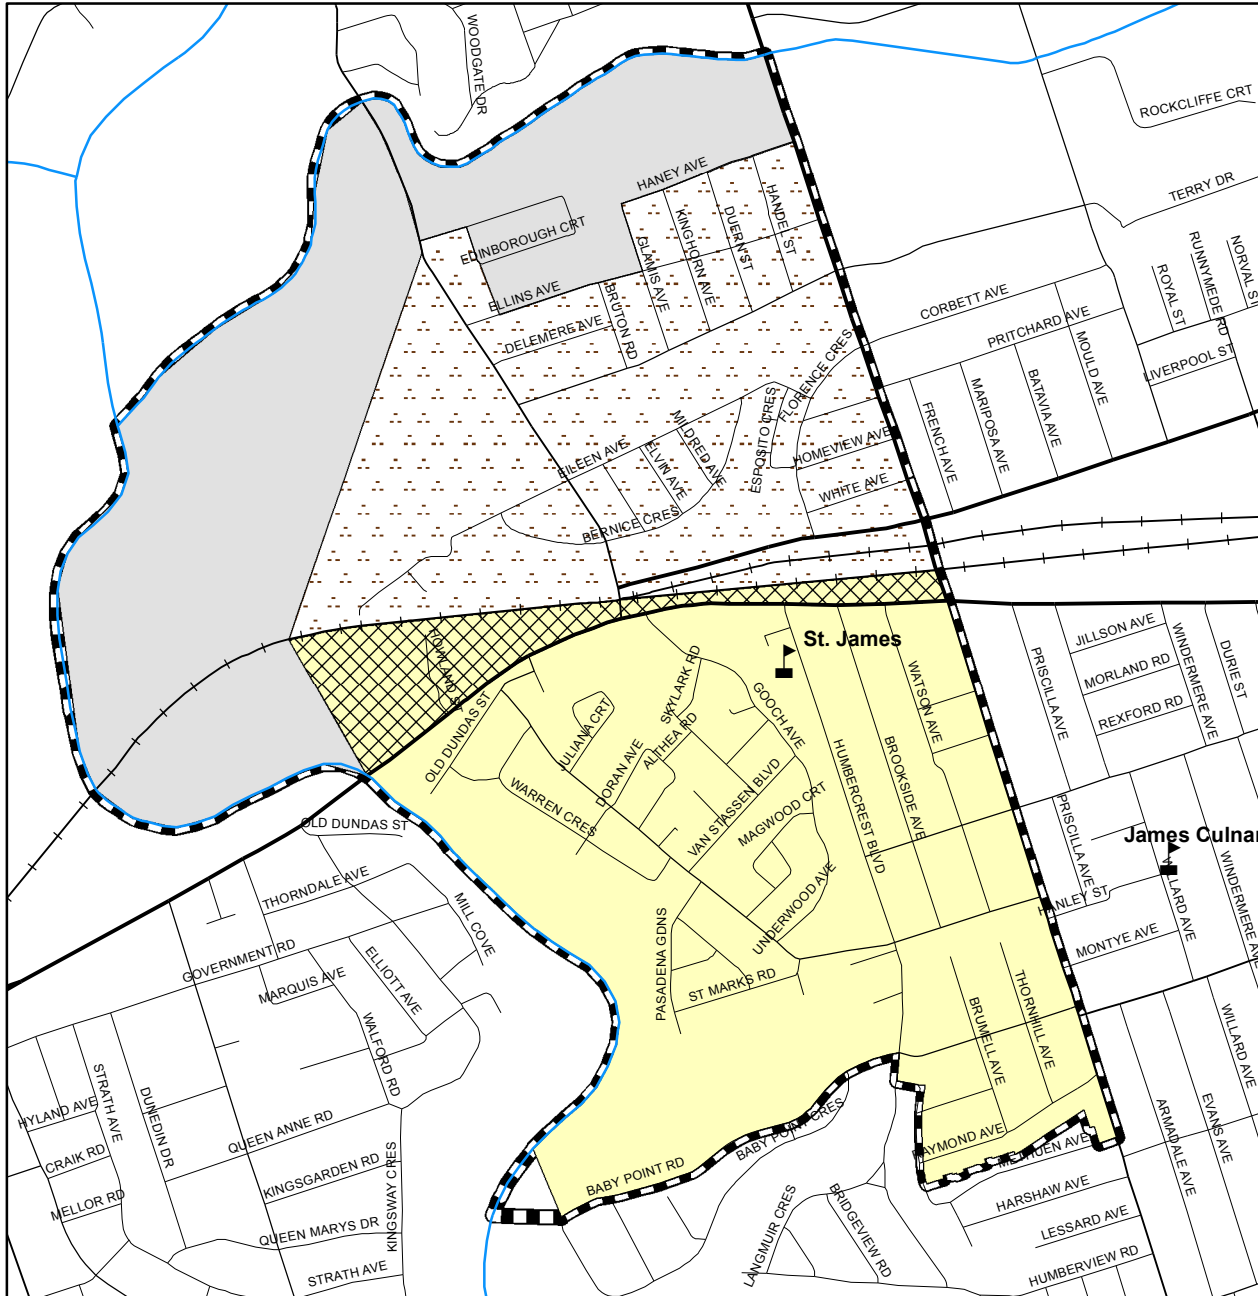 WOODGATE DR
ROCKCLIFFE CRT
HANEY AVE
TERRY DR
HANDEL ST
DUERN ST
KINGHORN AVE
GLAMIS AVE
EDINBOROUGH CRT
NORVAL ST
RUNNYMEDE RD
ROYAL ST
ELLINS AVE
BRUTON RD
DELEMERE AVE
CORBETT AVE
PRITCHARD AVE
MOULD AVE
LIVERPOOL ST
FLORENCE CRES
ESPOSITO CRES
BATAVIA AVE
MARIPOSA AVE
FRENCH AVE
MILDRED AVE
ELVIN AVE
EILEEN AVE
HOMEVIEW AVE
WHITE AVE
BERNICE CRES
St. James
HOWLAND ST
OLD DUNDAS ST
SKYLARK RD
GOOCH AVE
WATSON AVE
JULIANA CRT
ALTHEA RD
DORAN AVE
WARREN CRES
VAN STASSEN BLVD
MAGWOOD CRT
HUMBERCREST BLVD
BROOKSIDE AVE
UNDERWOOD AVE
PRISCILLA AVE
JILLSON AVE
MORLAND RD
REXFORD RD
WINDERMERE AVE
DURIE ST
James Culnan
PRISCILLA AVE
WILLARD AVE
WINDERMERE AVE
HANLEY ST
MONTYE AVE
OLD DUNDAS ST
THORNDALE AVE
MILL COVE
GOVERNMENT RD
MARQUIS AVE
ELLIOTT AVE
WALFORD RD
PASADENA GDNS
ST MARKS RD
BRUMELL AVE
THORNHILL AVE
WILLARD AVE
EVANS AVE
ARMADALE AVE
STRATH AVE
HYLAND AVE
DUNEDIN DR
CRAIK RD
MELLOR RD
QUEEN ANNE RD
KINGSGARDEN RD
KINGSWAY CRES
QUEEN MARYS DR
STRATH AVE
BABY POINT RD
BABY POINT CRES
RAYMOND AVE
METHUEN AVE
HARSHAW AVE
LESSARD AVE
HUMBERVIEW RD
LANGMUIR CRES
BRIDGEVIEW RD